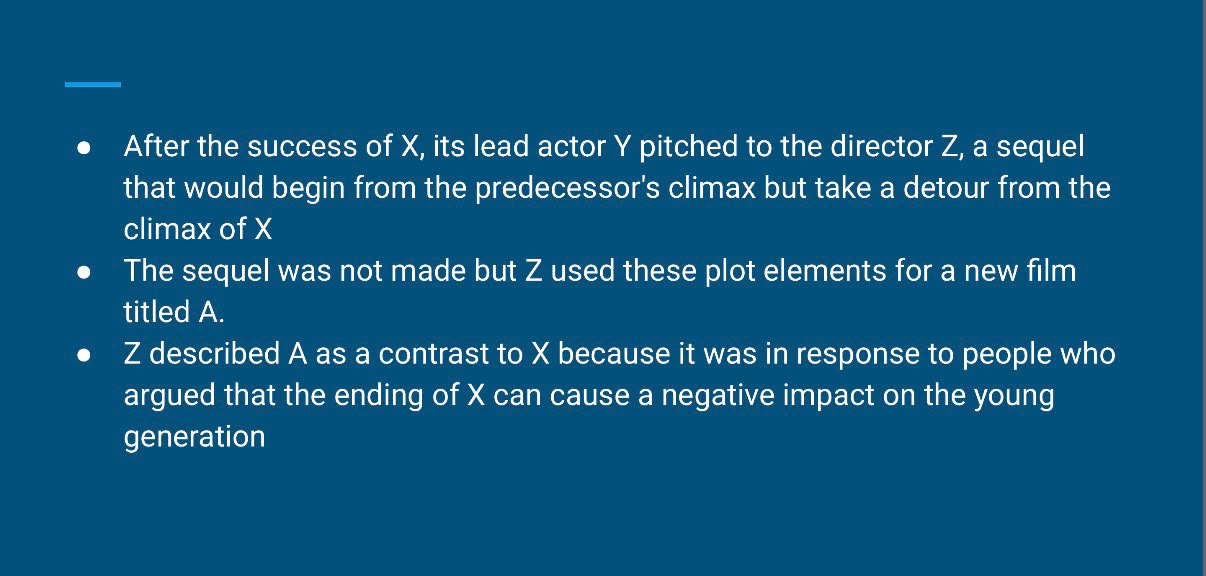 ● After the success of X, its lead actor Y pitched to the director Z, a sequel
that would begin from the predecessor's climax but take a detour from the
climax of X
● The sequel was not made but Z used these plot elements for a new film
titled A.
● Z described A as a contrast to X because it was in response to people who
argued that the ending of X can cause a negative impact on the young
generation